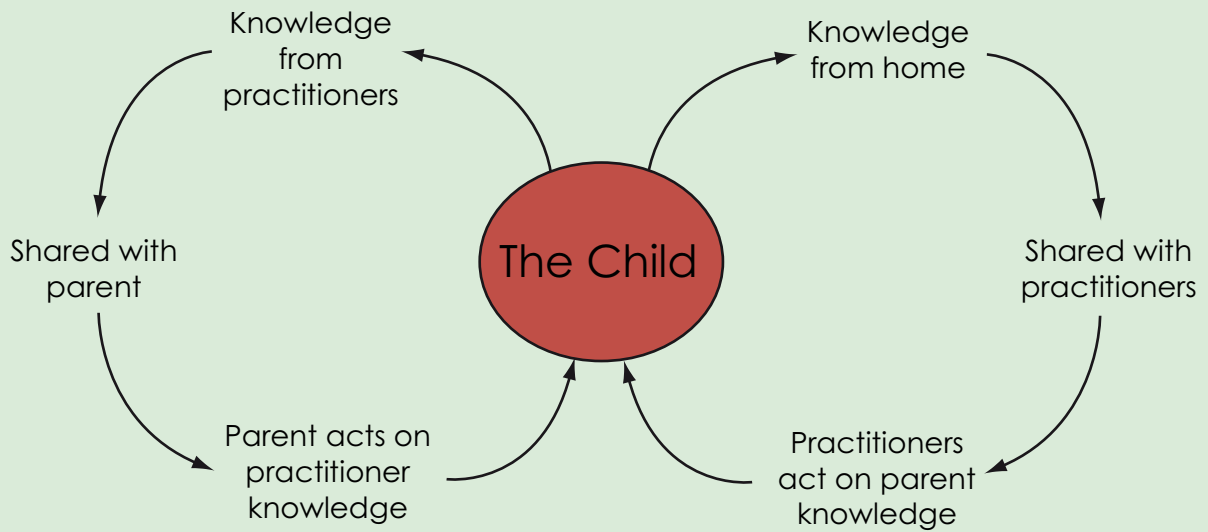 Knowledge
from
practitioners
Knowledge
from home
The Child
Shared with
parent
Shared with
practitioners
Parent acts on
practitioner
knowledge
Practitioners
act on parent
knowledge